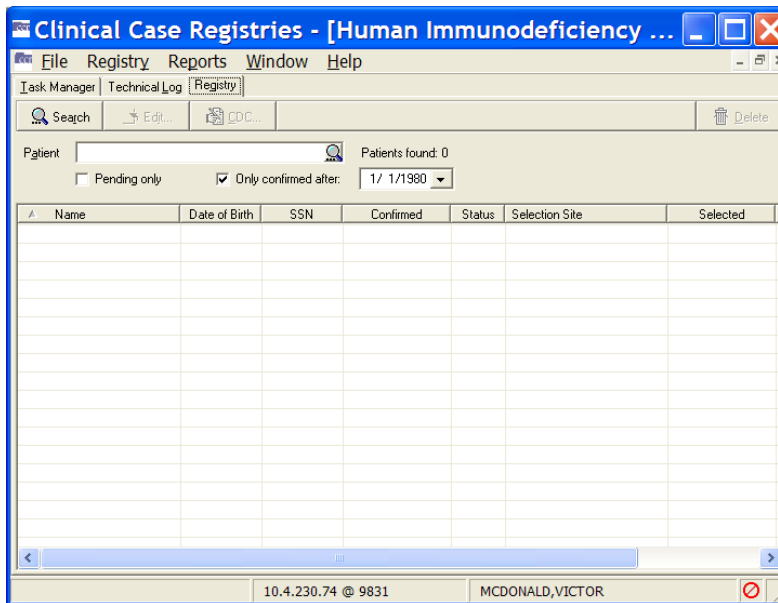 Clinical Case Registries - [Human Immunodeficiency ...
File Registry Reports Window Help
Task Manager Technical Log Registry
Search Edit... CDC... Delete
Patient Patients found: 0
Pending only Only confirmed after: 1/ 1/1980
Name Date of Birth SSN Confirmed Status Selection Site Selected
10.4.230.74 @ 9831 MCDONALD,VICTOR